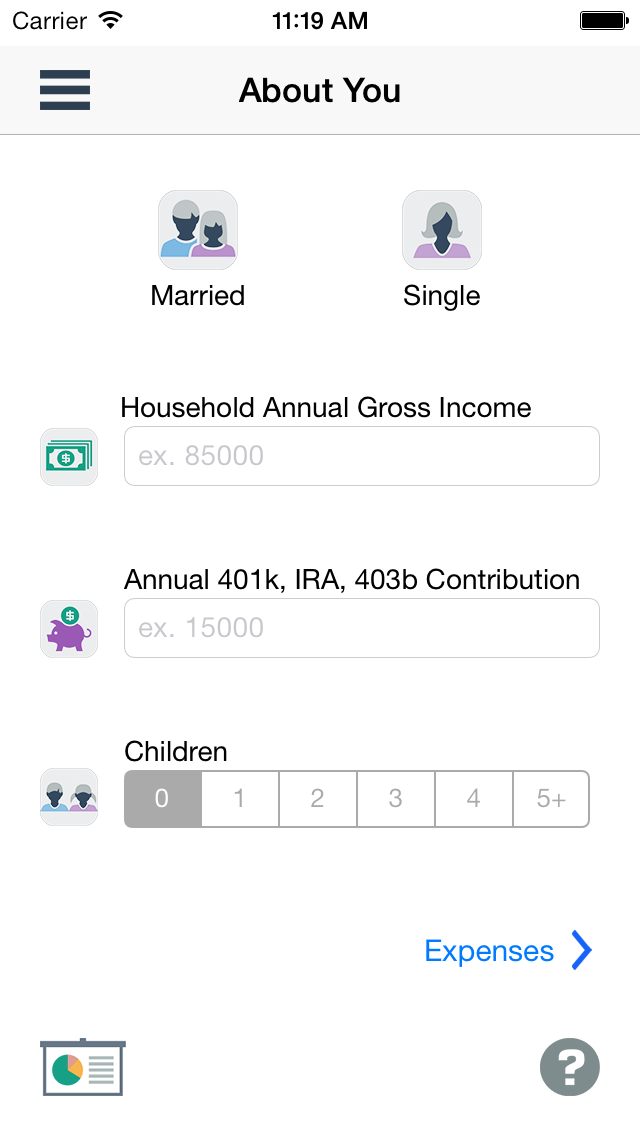 Carrier 11:19 AM
About You
Married Single
Household Annual Gross Income
ex. 85000
Annual 401k, IRA, 403b Contribution
$
ex. 15000
Children
0 1 2 3 4 5+
Expenses
?